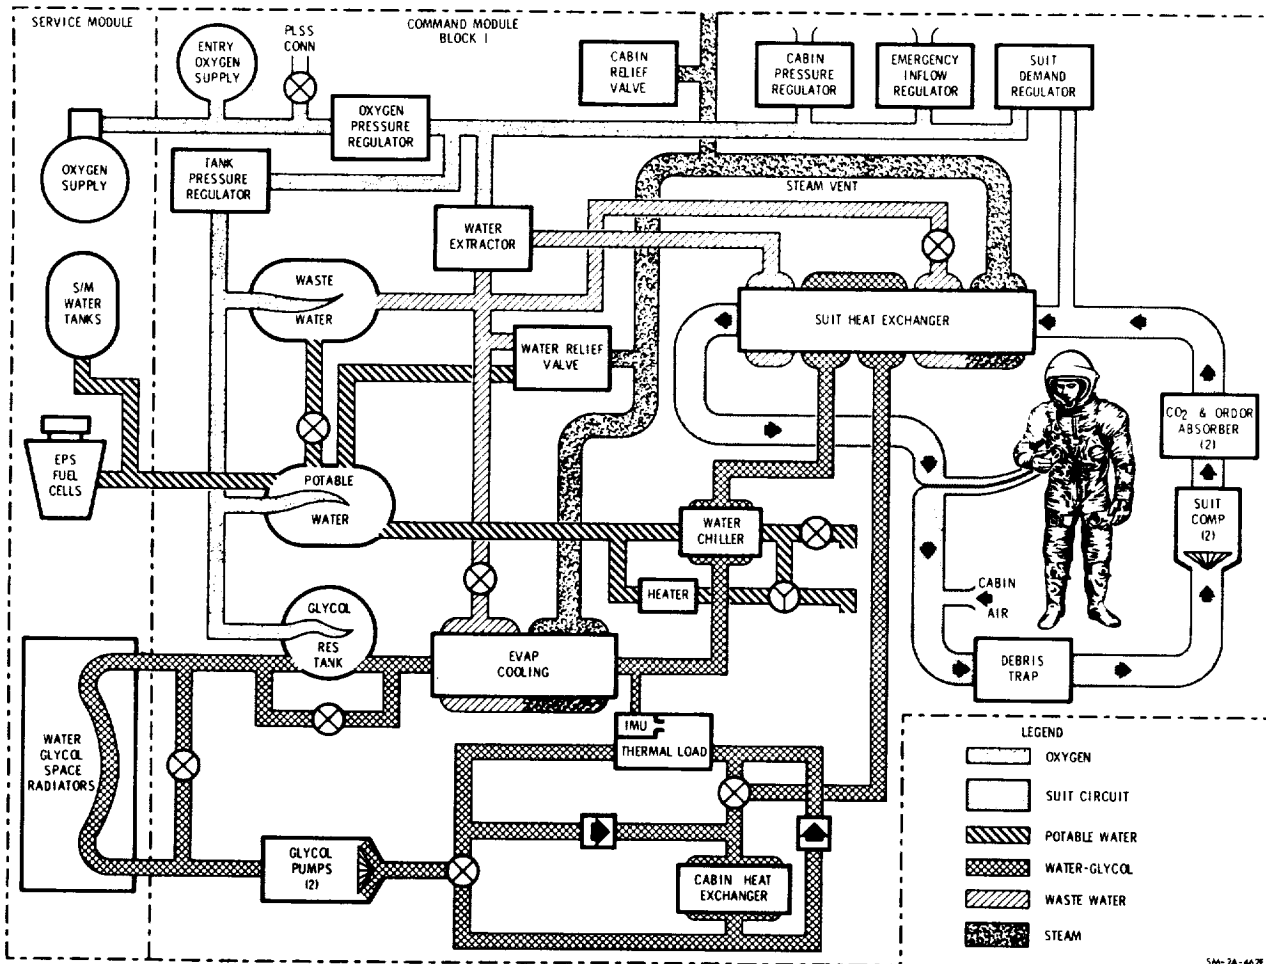 SERVICE MODULE
COMMAND MODULE
BLOCK I
ENTRY
OXYGEN
SUPPLY
PLSS
CONN
CABIN
RELIEF
VALVE
CABIN
PRESSURE
REGULATOR
EMERGENCY
INFLOW
REGULATOR
SUIT
DEMAND
REGULATOR
OXYGEN
PRESSURE
REGULATOR
OXYGEN
SUPPLY
TANK
PRESSURE
REGULATOR
STEAM VENT
WATER
EXTRACTOR
S/M
WATER
TANKS
WASTE
WATER
SUIT HEAT EXCHANGER
WATER RELIEF
VALVE
CO2 & ORDOR
ABSORBER
(2)
EPS
FUEL
CELLS
POTABLE
WATER
WATER
CHILLER
SUIT
COMP
(2)
HEATER
CABIN
AIR
GLYCOL
RES
TANK
EVAP
COOLING
DEBRIS
TRAP
IMU
THERMAL LOAD
WATER
GLYCOL
SPACE
RADIATORS
GLYCOL
PUMPS
(2)
CABIN HEAT
EXCHANGER
LEGEND
OXYGEN
SUIT CIRCUIT
POTABLE WATER
WATER-GLYCOL
WASTE WATER
STEAM